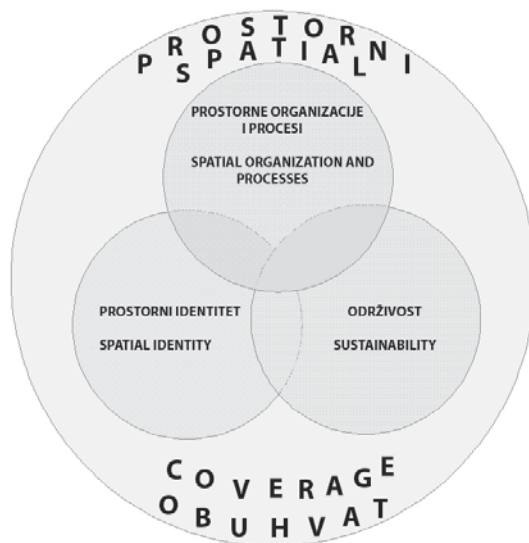 PROSTORNI
SPATIAL
PROSTORNE ORGANIZACIJE
I PROCESI
SPATIAL ORGANIZATION AND
PROCESSES
PROSTORNI IDENTITET
SPATIAL IDENTITY
ODRŽIVOST
SUSTAINABILITY
COVERAGE
OBUHVAT